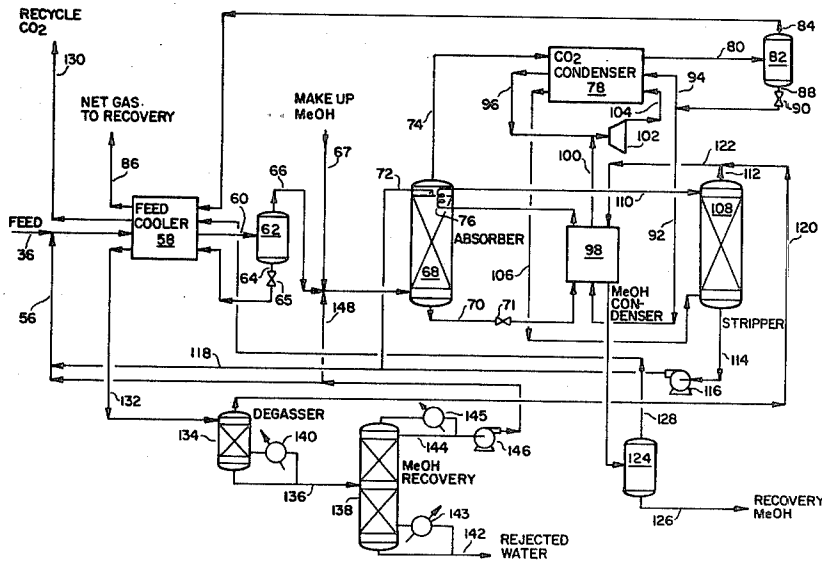 RECYCLE
CO2
130
NET GAS
TO RECOVERY
86
FEED
36
56
FEED
COOLER
58
60
62
64
65
66
MAKE UP
MeOH
67
148
72
74
76
ABSORBER
68
70
71
CO2
CONDENSER
78
80
82
84
88
90
92
94
96
98
MeOH
CON-
DENSER
100
102
104
106
108
110
112
STRIPPER
114
116
118
120
122
124
128
126
RECOVERY
MeOH
132
DEGASSER
134
140
136
138
MeOH
RECOVERY
145
144
146
143
142
REJECTED
WATER